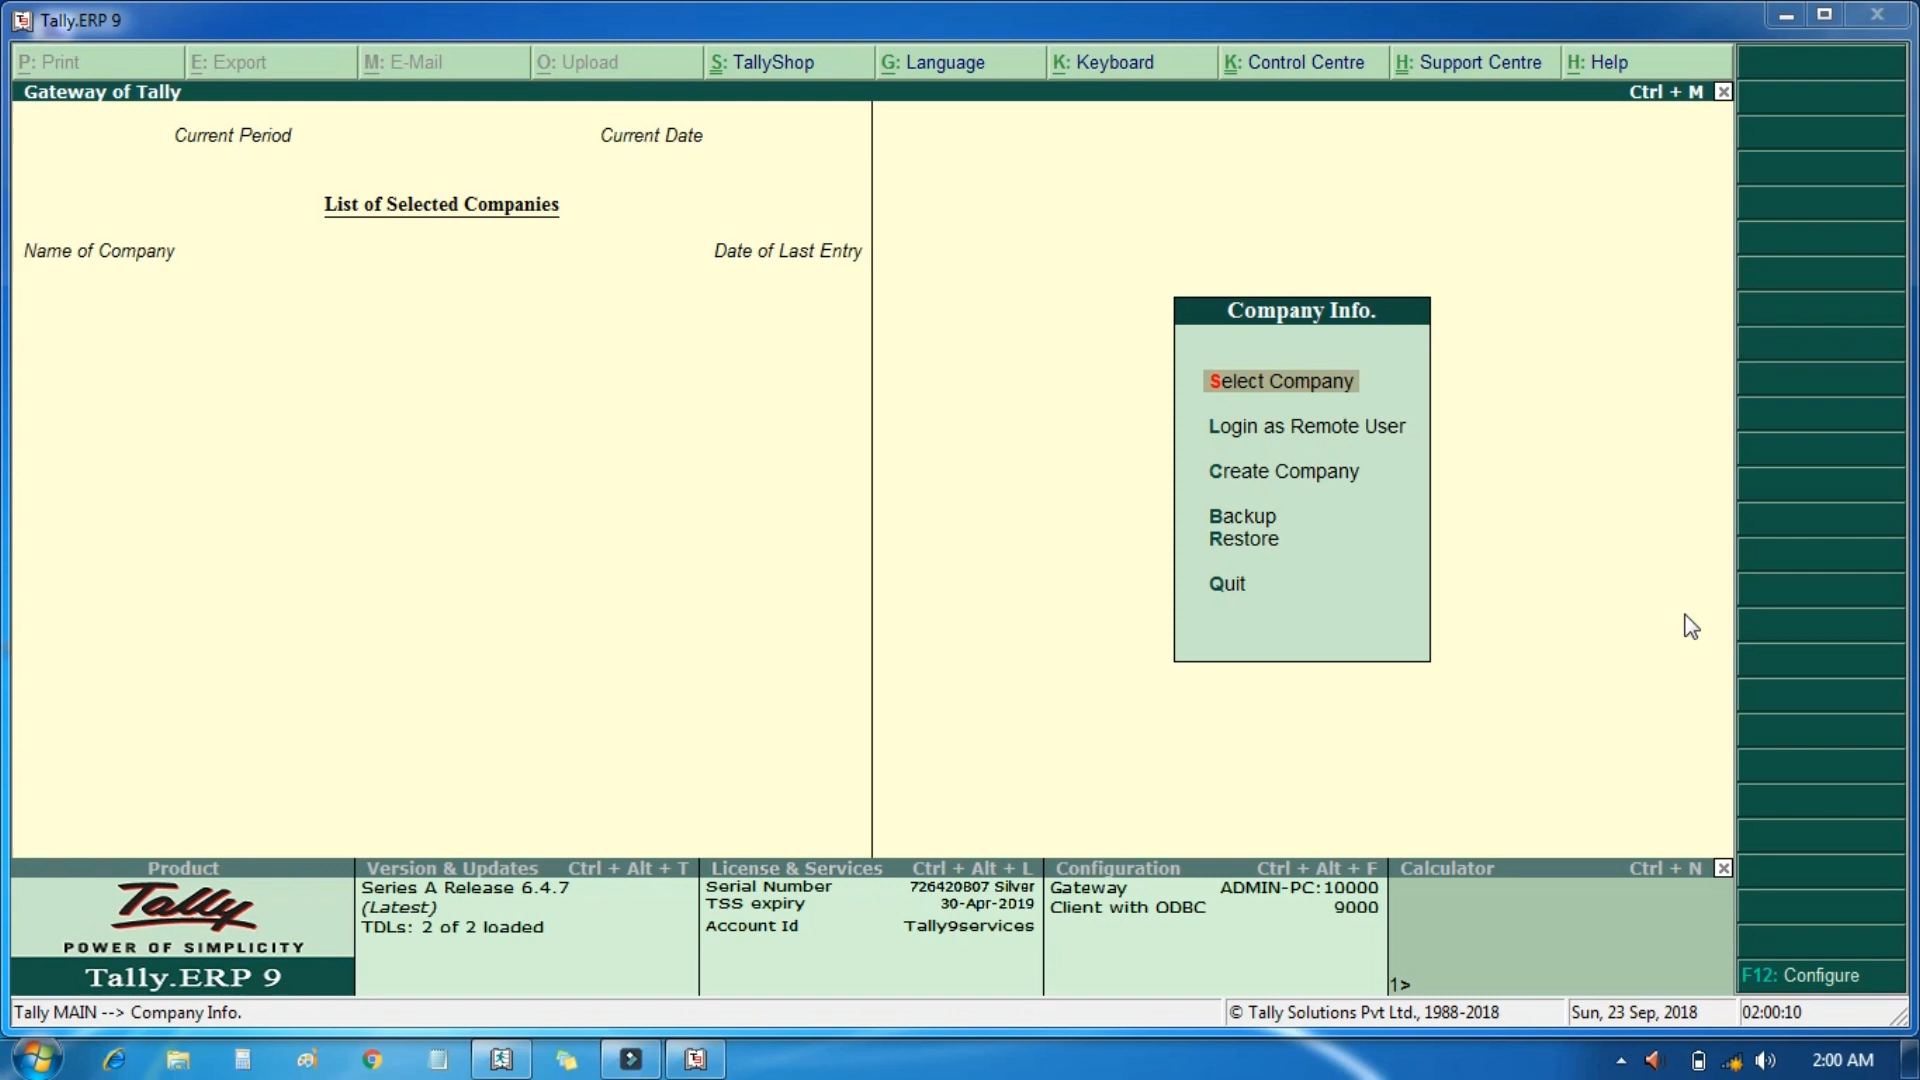 Tally.ERP 9
P: Print E: Export M: E-Mail O: Upload S: TallyShop G: Language K: Keyboard K: Control Centre H: Support Centre H: Help
Gateway of Tally Ctrl + M
Current Period Current Date
List of Selected Companies
Name of Company Date of Last Entry
Company Info.
Select Company
Login as Remote User
Create Company
Backup
Restore
Quit
Product
Tally
POWER OF SIMPLICITY
Tally.ERP 9
Version & Updates Ctrl + Alt + T
Series A Release 6.4.7
(Latest)
TDLs: 2 of 2 loaded
License & Services Ctrl + Alt + L
Serial Number 726420807 Silver
TSS expiry 30-Apr-2019
Account Id Tally9services
Configuration Ctrl + Alt + F
Gateway ADMIN-PC:10000
Client with ODBC 9000
Calculator Ctrl + N
1>
F12: Configure
Tally MAIN --> Company Info. © Tally Solutions Pvt Ltd., 1988-2018 Sun, 23 Sep, 2018 02:00:10
2:00 AM